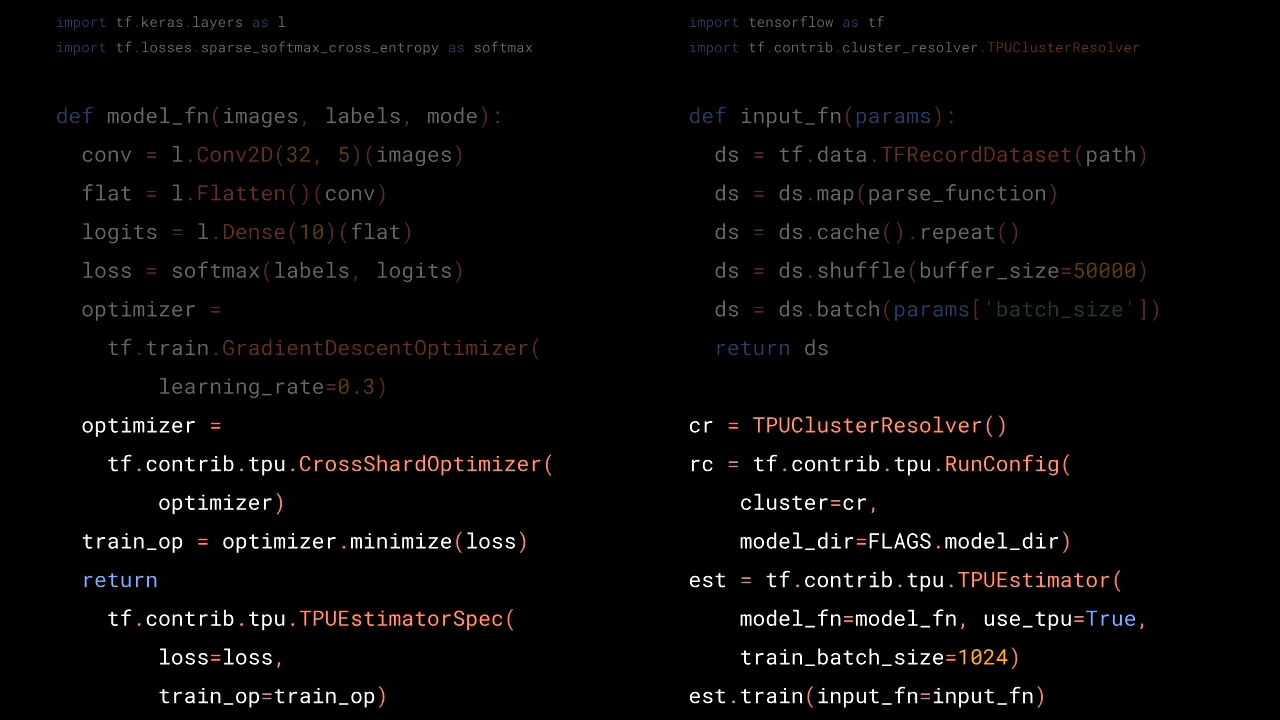 import tf.keras.layers as l
import tf.losses.sparse_softmax_cross_entropy as softmax
def model_fn(images, labels, mode):
conv = l.Conv2D(32, 5)(images)
flat = l.Flatten()(conv)
logits = l.Dense(10)(flat)
loss = softmax(labels, logits)
optimizer =
tf.train.GradientDescentOptimizer(
learning_rate=0.3)
optimizer =
tf.contrib.tpu.CrossShardOptimizer(
optimizer)
train_op = optimizer.minimize(loss)
return
tf.contrib.tpu.TPUEstimatorSpec(
loss=loss,
train_op=train_op)
import tensorflow as tf
import tf.contrib.cluster_resolver.TPUClusterResolver
def input_fn(params):
ds = tf.data.TFRecordDataset(path)
ds = ds.map(parse_function)
ds = ds.cache().repeat()
ds = ds.shuffle(buffer_size=50000)
ds = ds.batch(params['batch_size'])
return ds
cr = TPUClusterResolver()
rc = tf.contrib.tpu.RunConfig(
cluster=cr,
model_dir=FLAGS.model_dir)
est = tf.contrib.tpu.TPUEstimator(
model_fn=model_fn, use_tpu=True,
train_batch_size=1024)
est.train(input_fn=input_fn)